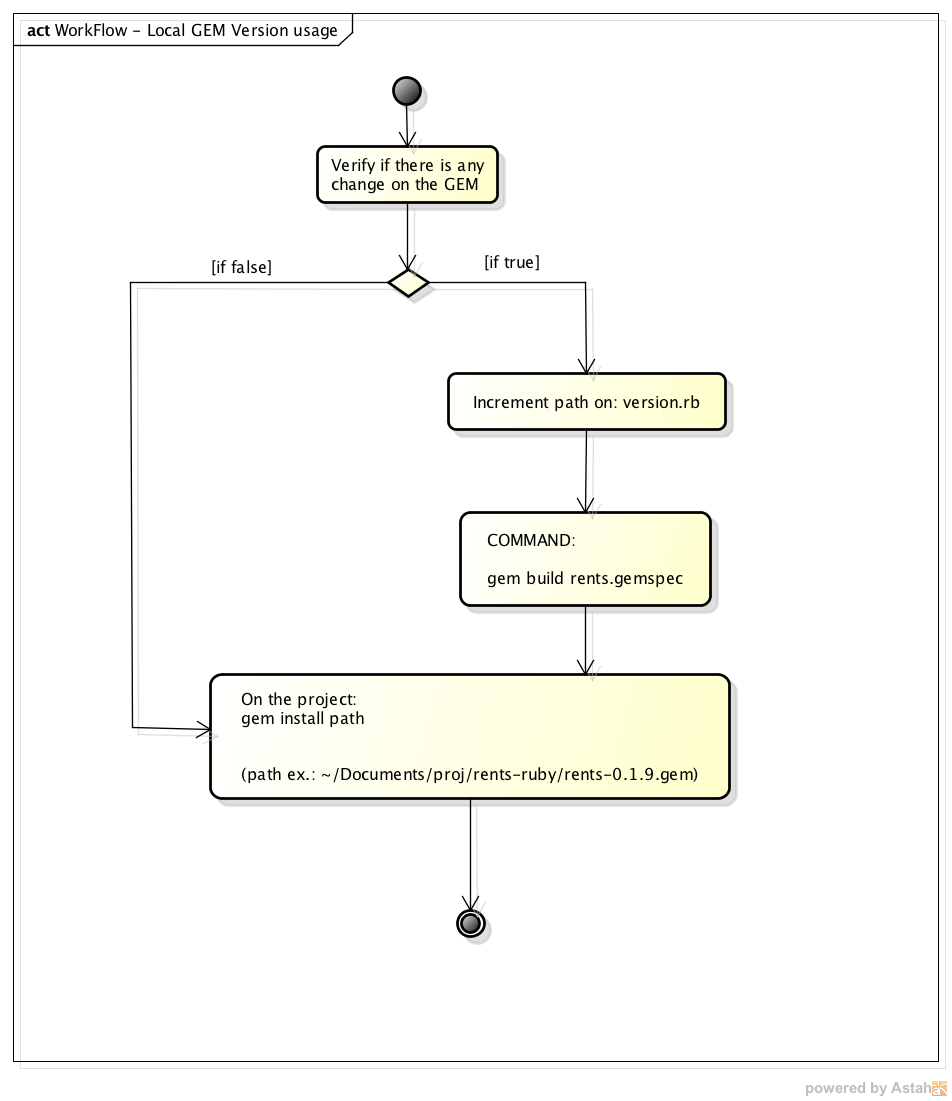 act WorkFlow - Local GEM Version usage
Verify if there is any
change on the GEM
[if false]
[if true]
Increment path on: version.rb
COMMAND:
gem build rents.gemspec
On the project:
gem install path
(path ex.: ~/Documents/proj/rents-ruby/rents-0.1.9.gem)
powered by Astah